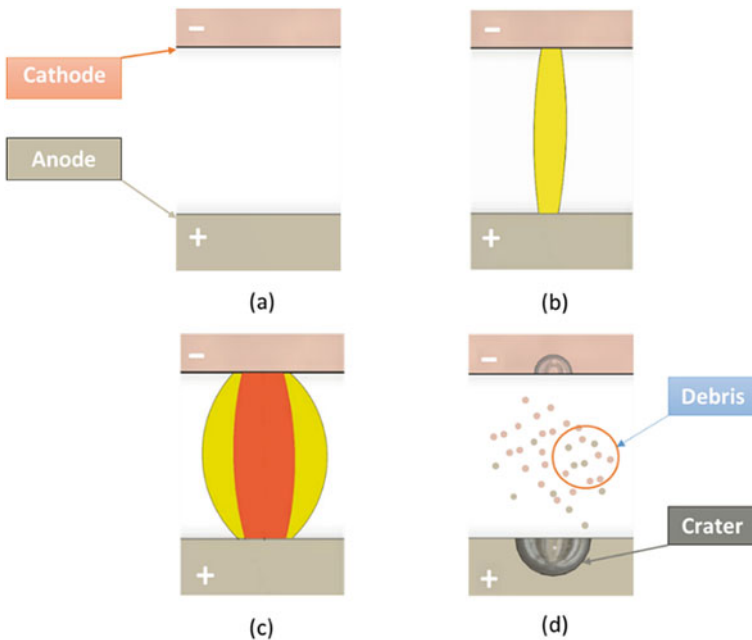 −
−
Cathode
Anode
+
+
(a)
(b)
−
−
Debris
Crater
+
+
(c)
(d)